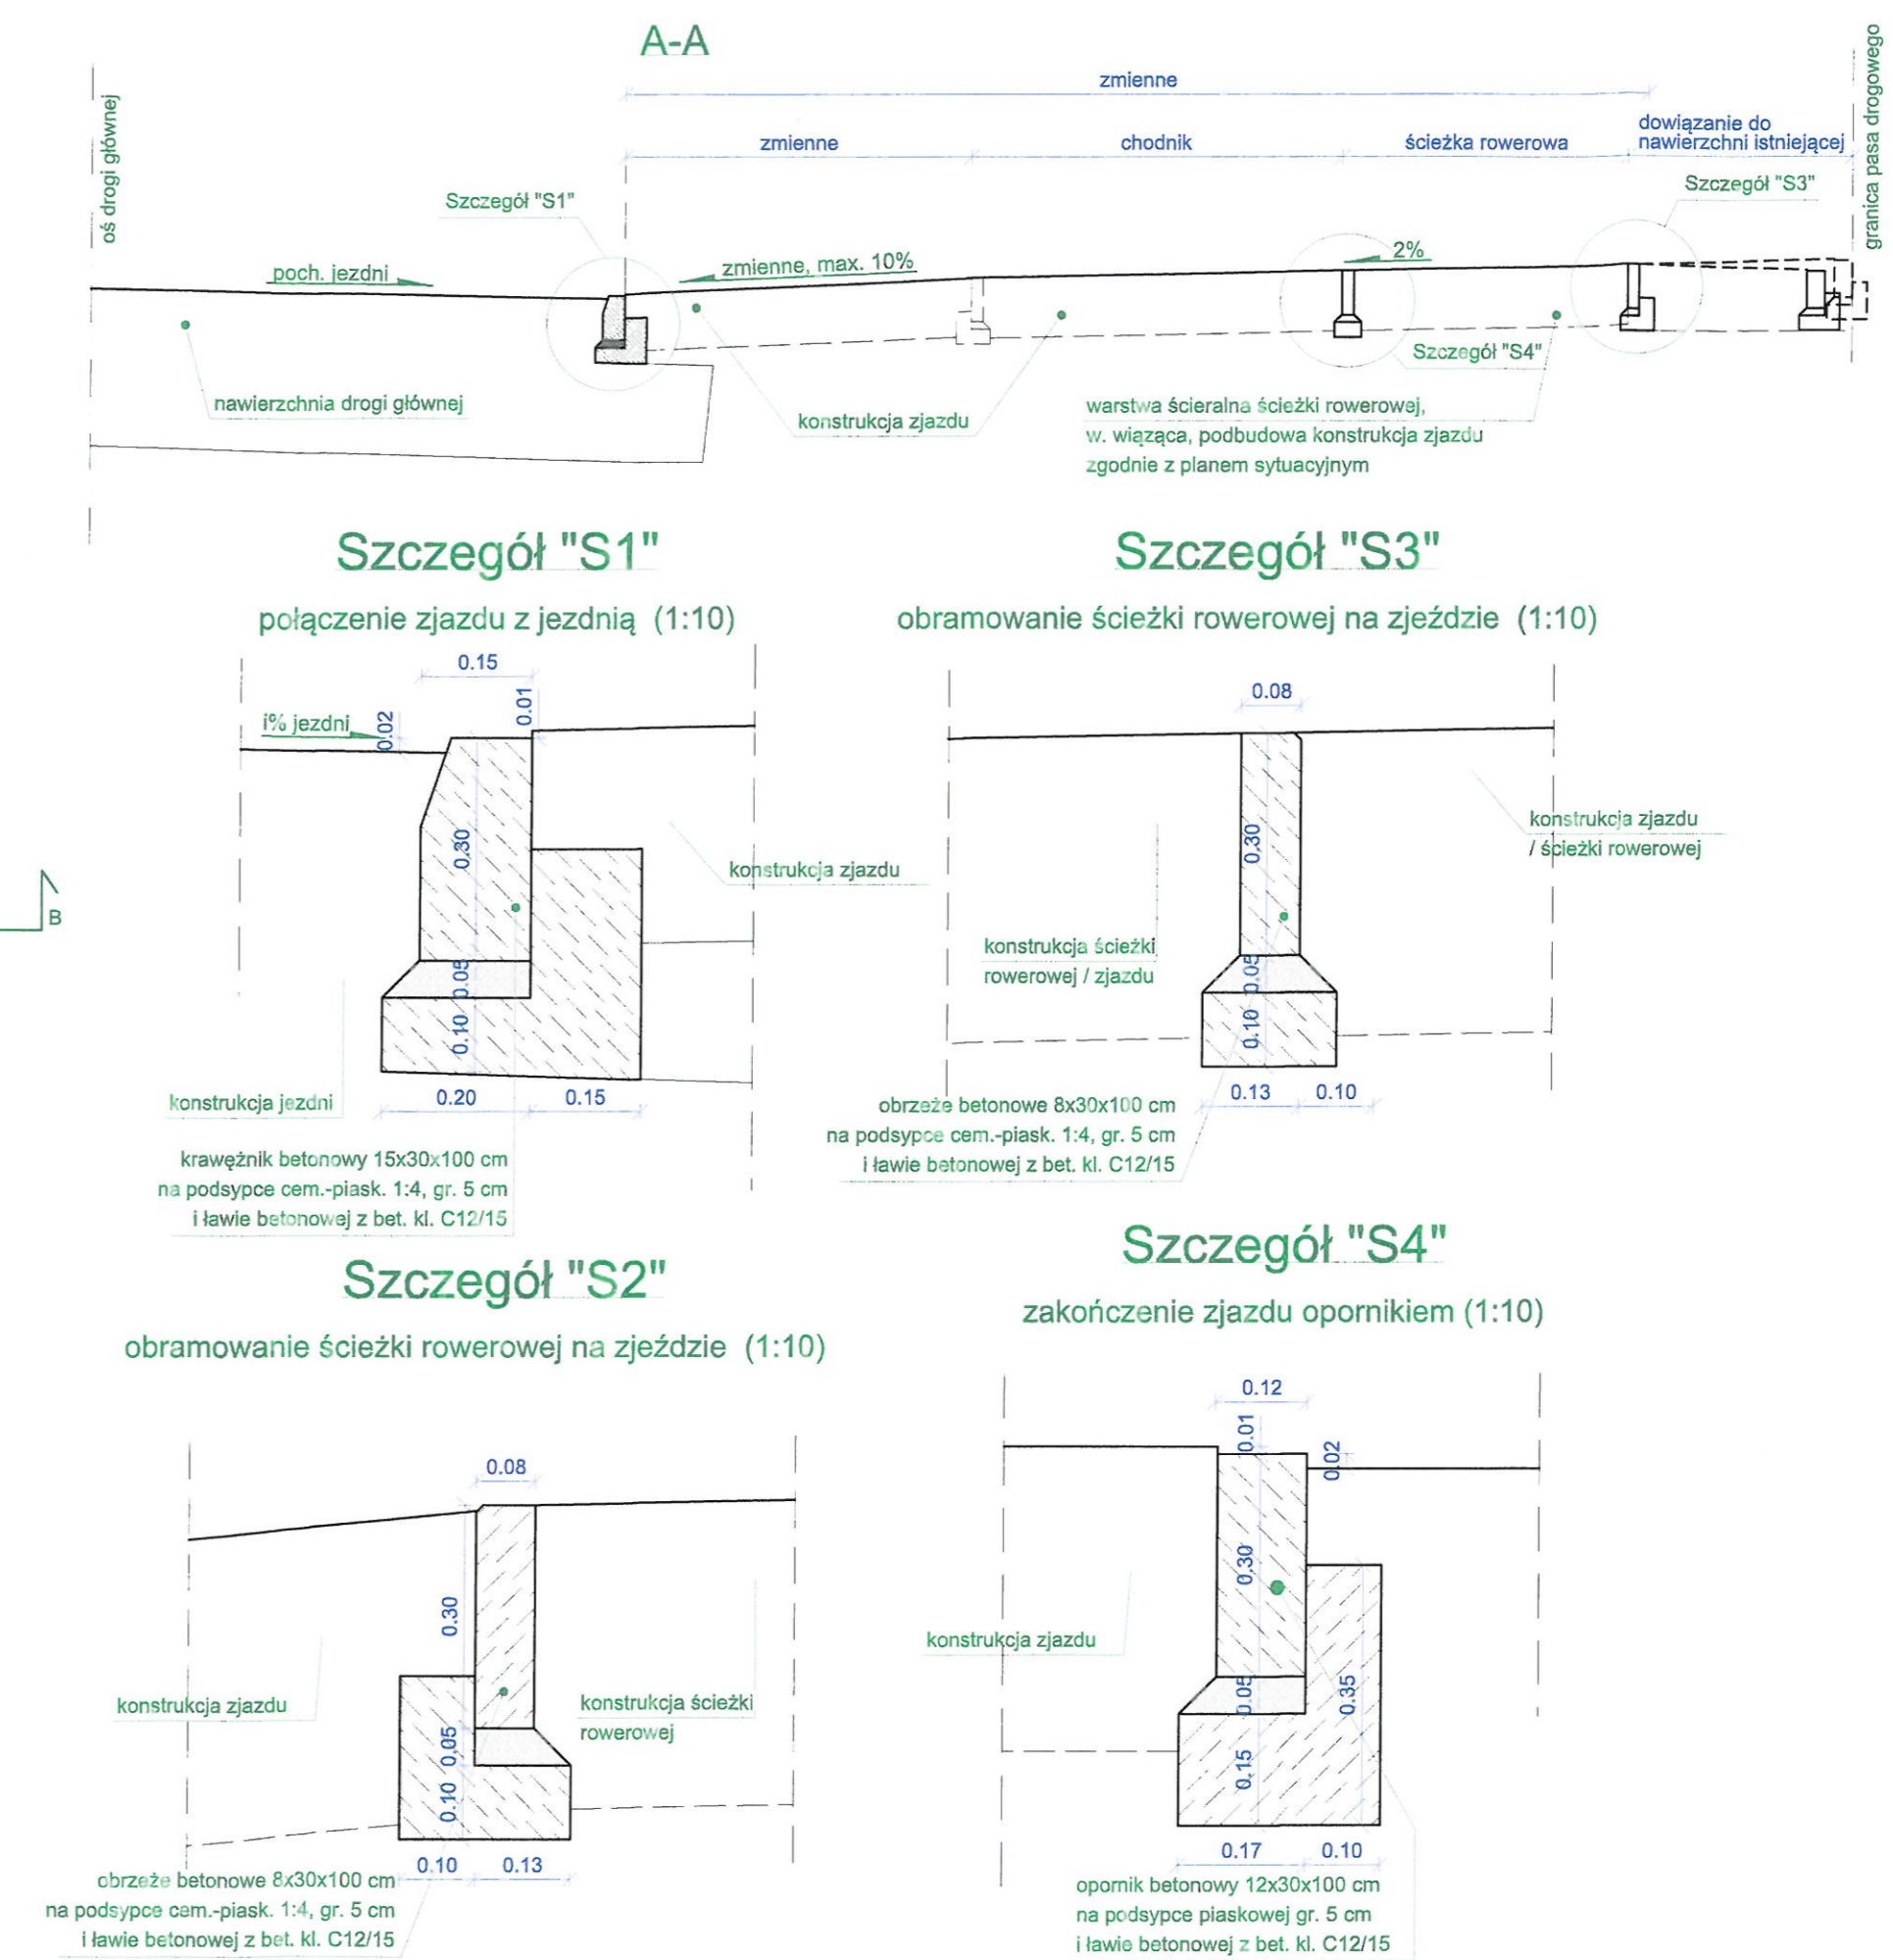 A-A
zmienne
oś drogi głównej
granica pasa drogowego
zmienne
chodnik
ścieżka rowerowa
dowiązanie do
nawierzchni istniejącej
Szczegół "S1"
Szczegół "S3"
poch. jezdni
zmienne, max. 10%
2%
Szczegół "S4"
nawierzchnia drogi głównej
konstrukcja zjazdu
warstwa ścieralna ścieżki rowerowej,
w. wiążąca, podbudowa konstrukcja zjazdu
zgodnie z planem sytuacyjnym
Szczegół "S1"
połączenie zjazdu z jezdnią (1:10)
0.15
0.01
0.02
i% jezdni
0,30
konstrukcja zjazdu
0.05
0.10
0.20
0.15
konstrukcja jezdni
krawężnik betonowy 15x30x100 cm
na podsypce cem.-piask. 1:4, gr. 5 cm
i ławie betonowej z bet. kl. C12/15
B
Szczegół "S3"
obramowanie ścieżki rowerowej na zjeździe (1:10)
0.08
0,30
konstrukcja zjazdu
/ ścieżki rowerowej
konstrukcja ścieżki
rowerowej / zjazdu
0.05
0.10
0.13
0.10
obrzeże betonowe 8x30x100 cm
na podsypce cem.-piask. 1:4, gr. 5 cm
i ławie betonowej z bet. kl. C12/15
Szczegół "S2"
obramowanie ścieżki rowerowej na zjeździe (1:10)
0.08
0.30
konstrukcja zjazdu
konstrukcja ścieżki
rowerowej
0,05
0.10
0.10
0.13
obrzeże betonowe 8x30x100 cm
na podsypce cem.-piask. 1:4, gr. 5 cm
i ławie betonowej z bet. kl. C12/15
Szczegół "S4"
zakończenie zjazdu opornikiem (1:10)
0.12
0.01
0.02
0,30
konstrukcja zjazdu
0.05
0.35
0.15
0.17
0.10
opornik betonowy 12x30x100 cm
na podsypce piaskowej gr. 5 cm
i ławie betonowej z bet. kl. C12/15